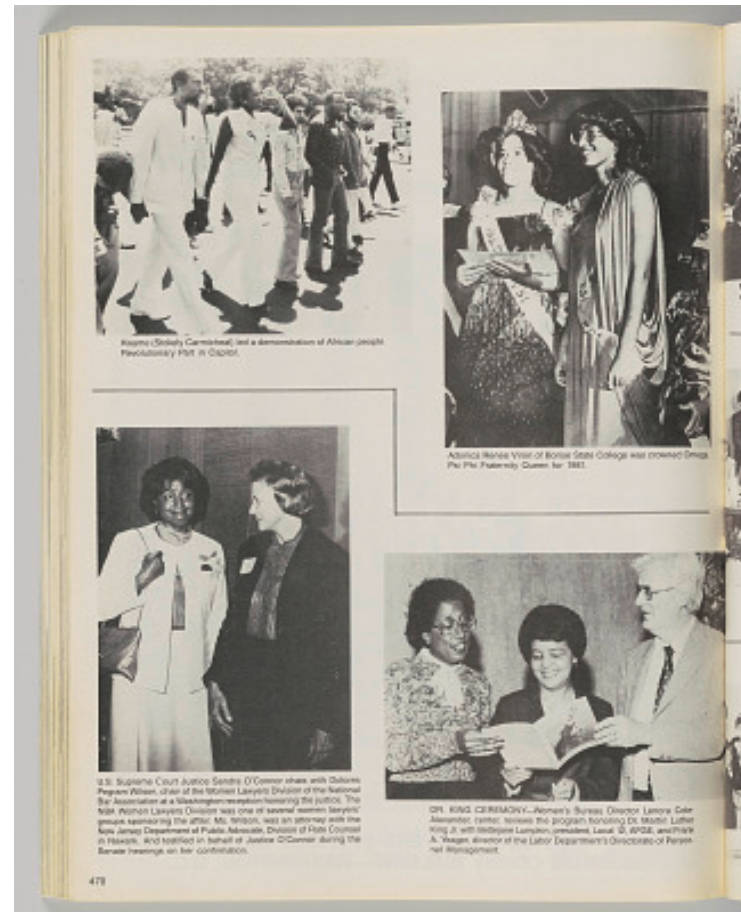 Kwame (Stokely Carmicheal) led a demonstration of African people
Revolutionary Part in Capitol.
Adonica Renee Viron of Bowie State College was crowned Omega
Psi Phi Fraternity Queen for 1981.
U.S. Supreme Court Justice Sandra O'Connor chats with Dolores
Pegram Wilson, chair of the Women Lawyers Division of the National
Bar Association at a Washington reception honoring the justice. The
NBA Women Lawyers Division was one of several women lawyers'
groups sponsoring the affair. Ms. Wilson, was an attorney with the
New Jersey Department of Public Advocate, Division of Rate Counsel
in Newark. And testified in behalf of Justice O'Connor during the
Senate hearings on her confirmation.
DR. KING CEREMONY—Women's Bureau Director Lenora Cole
Alexander, center, reviews the program honoring Dr. Martin Luther
King Jr. with Lumpkin, president, Local 12, AFGE, and Frank
A. Yeager, director of the Labor Department's Directorate of Person-
nel Management.
478